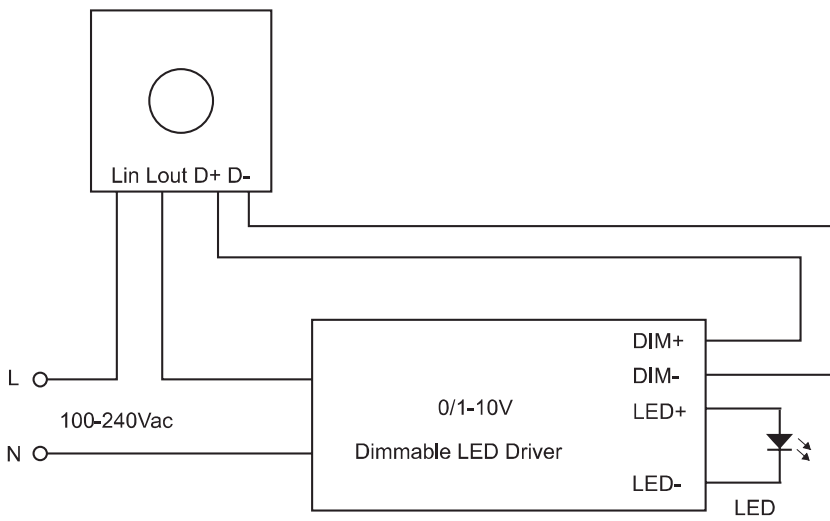 Lin Lout D+ D-
DIM+
L
DIM-
0/1-10V
LED+
100-240Vac
N
Dimmable LED Driver
LED-
LED